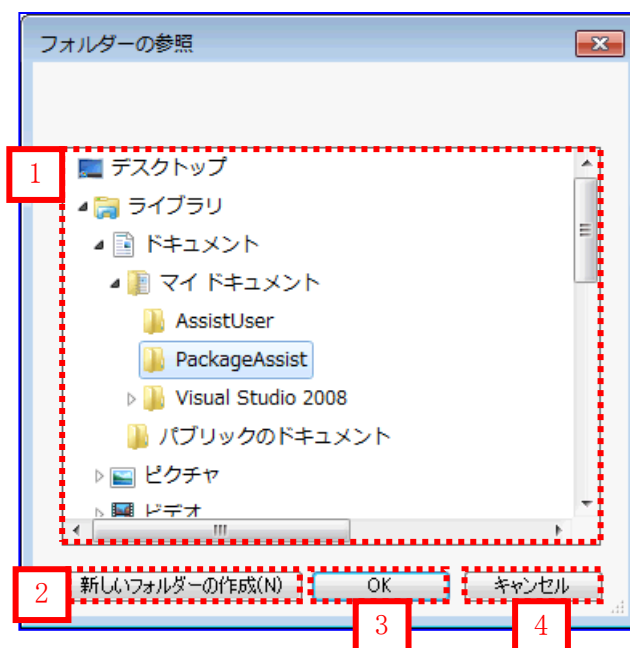 フォルダーの参照
1
デスクトップ
ライブラリ
ドキュメント
マイ ドキュメント
AssistUser
PackageAssist
Visual Studio 2008
パブリックのドキュメント
ピクチャ
ビデオ
2
新しいフォルダーの作成(N)
OK
キャンセル
3
4